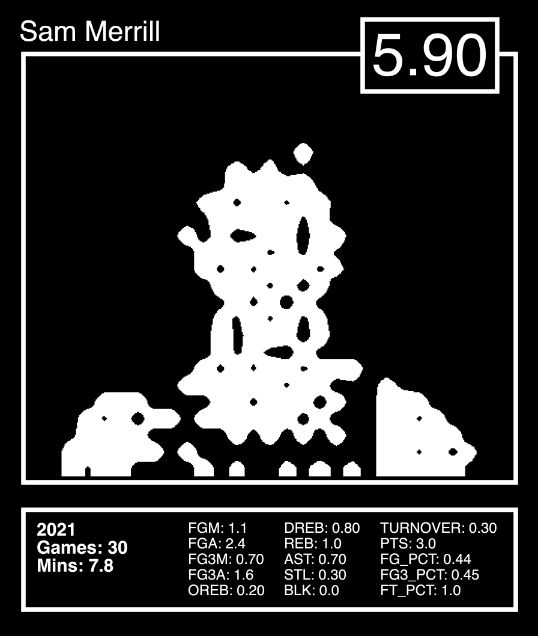 Sam Merrill
5.90
2021
Games: 30
Mins: 7.8
FGM: 1.1
FGA: 2.4
FG3M: 0.70
FG3A: 1.6
OREB: 0.20
DREB: 0.80
REB: 1.0
AST: 0.70
STL: 0.30
BLK: 0.0
TURNOVER: 0.30
PTS: 3.0
FG_PCT: 0.44
FG3_PCT: 0.45
FT_PCT: 1.0